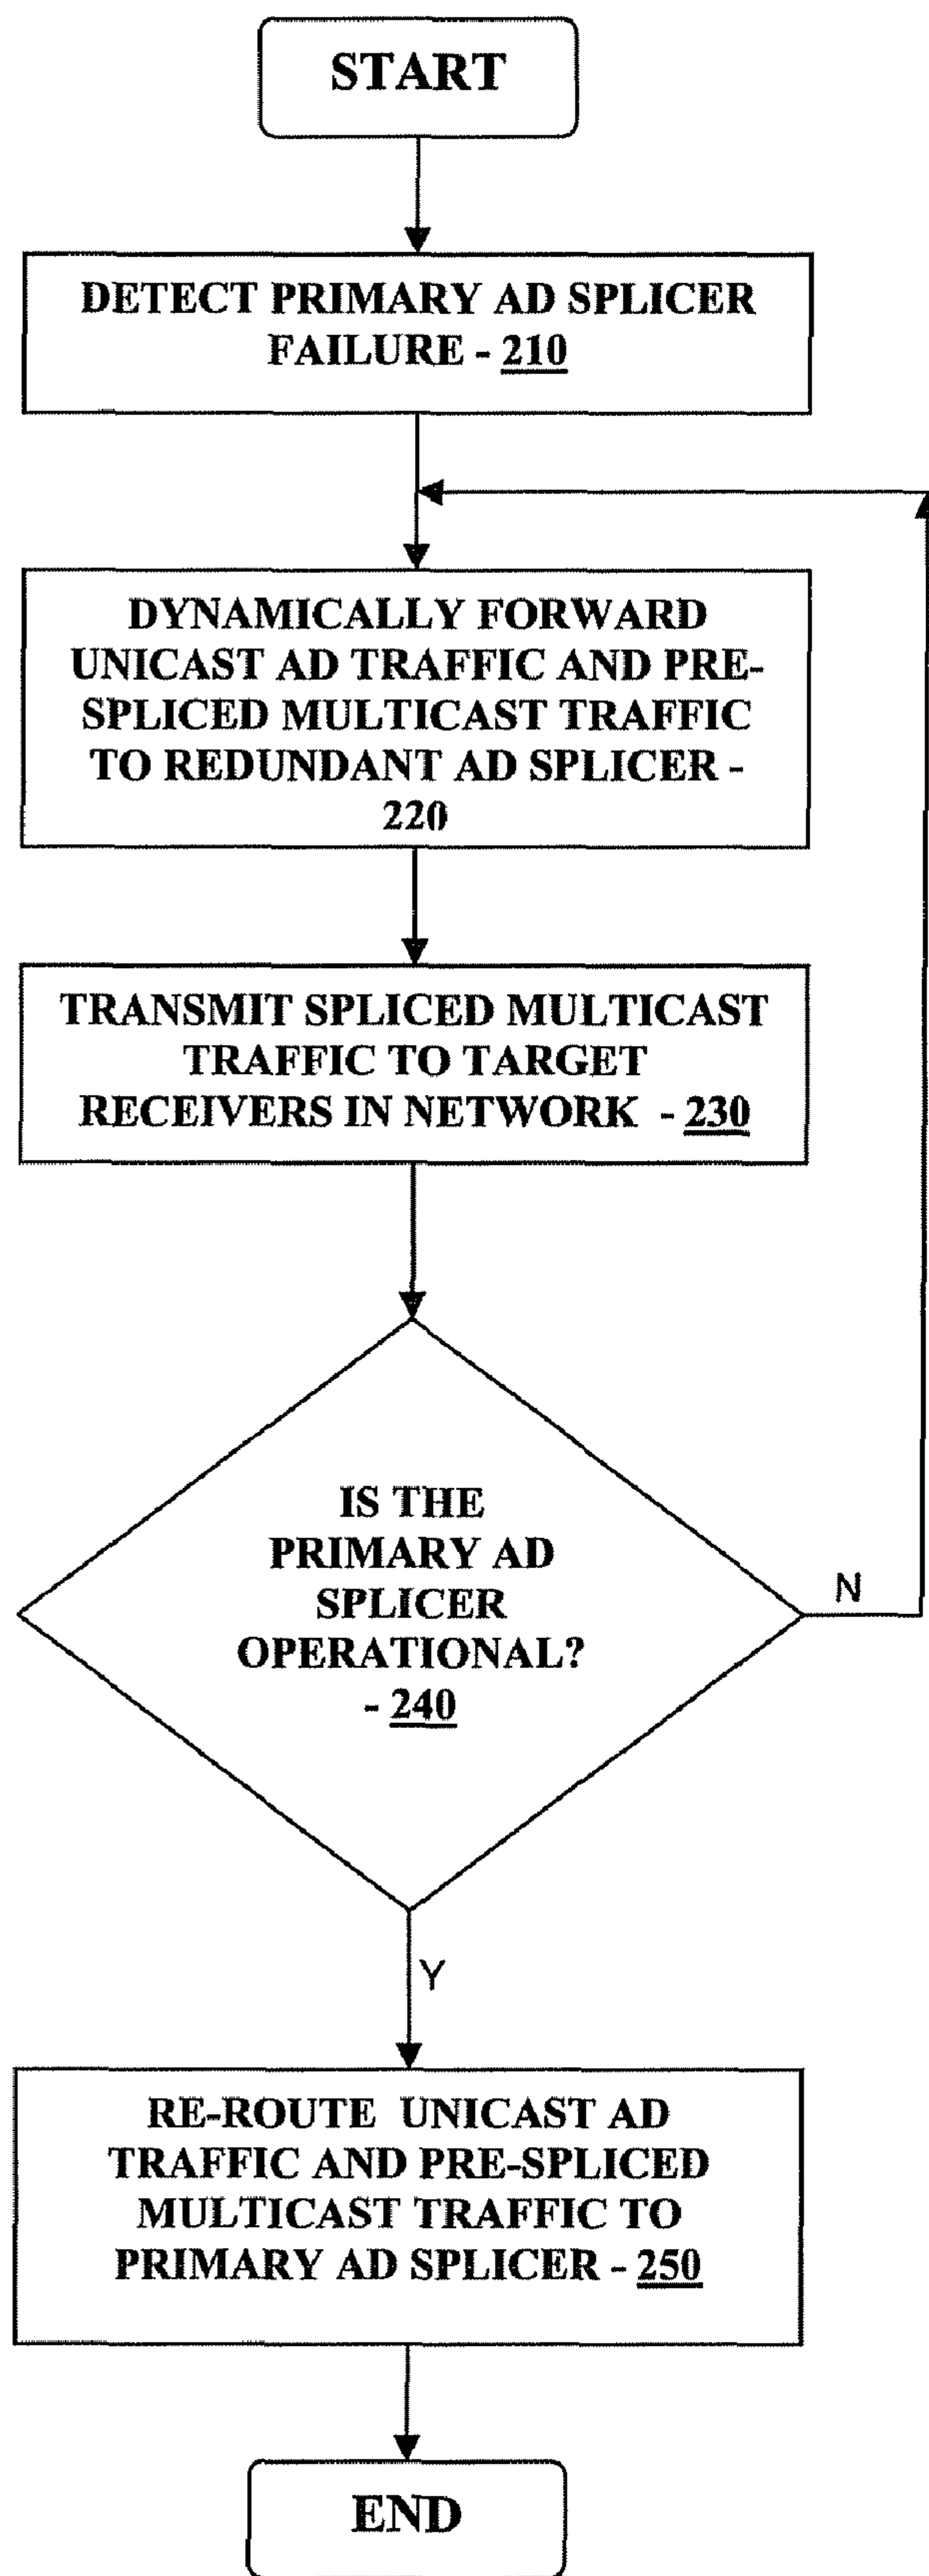 START
DETECT PRIMARY AD SPLICER
FAILURE - 210
DYNAMICALLY FORWARD
UNICAST AD TRAFFIC AND PRE-
SPLICED MULTICAST TRAFFIC
TO REDUNDANT AD SPLICER -
220
TRANSMIT SPLICED MULTICAST
TRAFFIC TO TARGET
RECEIVERS IN NETWORK - 230
IS THE
PRIMARY AD
SPLICER
OPERATIONAL?
- 240
N
Y
RE-ROUTE UNICAST AD
TRAFFIC AND PRE-SPLICED
MULTICAST TRAFFIC TO
PRIMARY AD SPLICER - 250
END